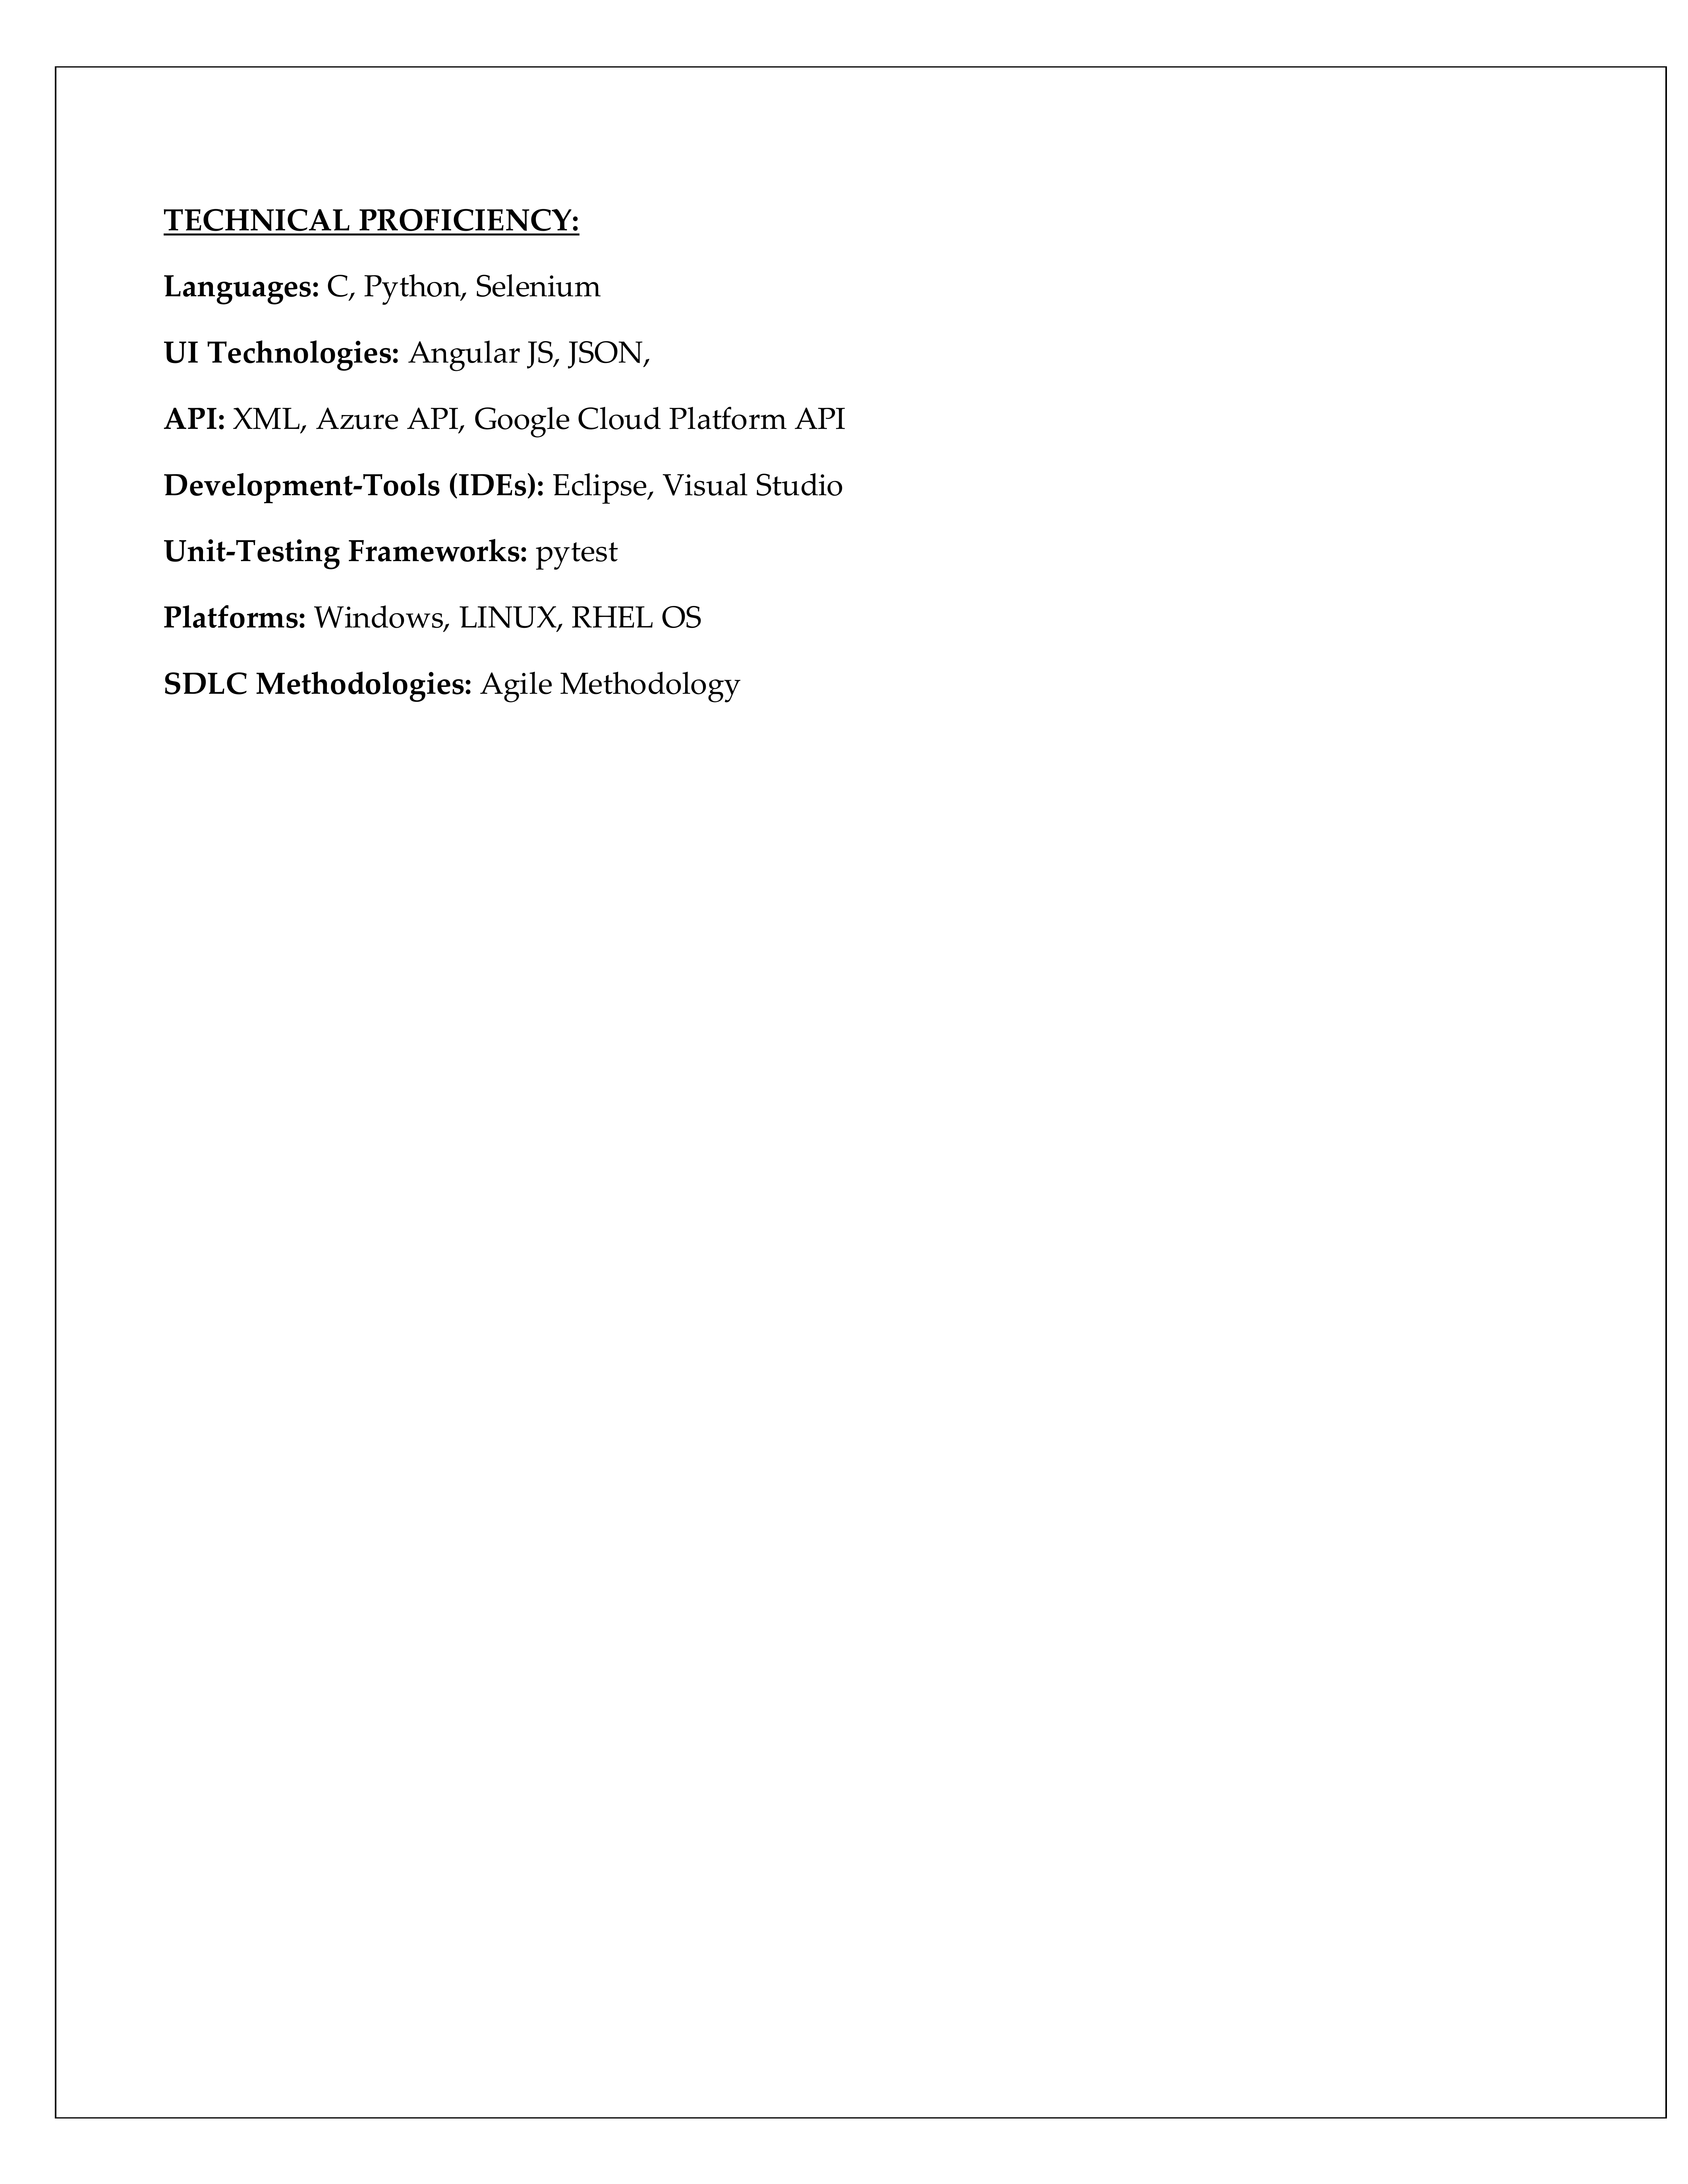 TECHNICAL PROFICIENCY:
Languages: C, Python, Selenium
UI Technologies: Angular JS, JSON,
API: XML, Azure API, Google Cloud Platform API
Development-Tools (IDEs): Eclipse, Visual Studio
Unit-Testing Frameworks: pytest
Platforms: Windows, LINUX, RHEL OS
SDLC Methodologies: Agile Methodology